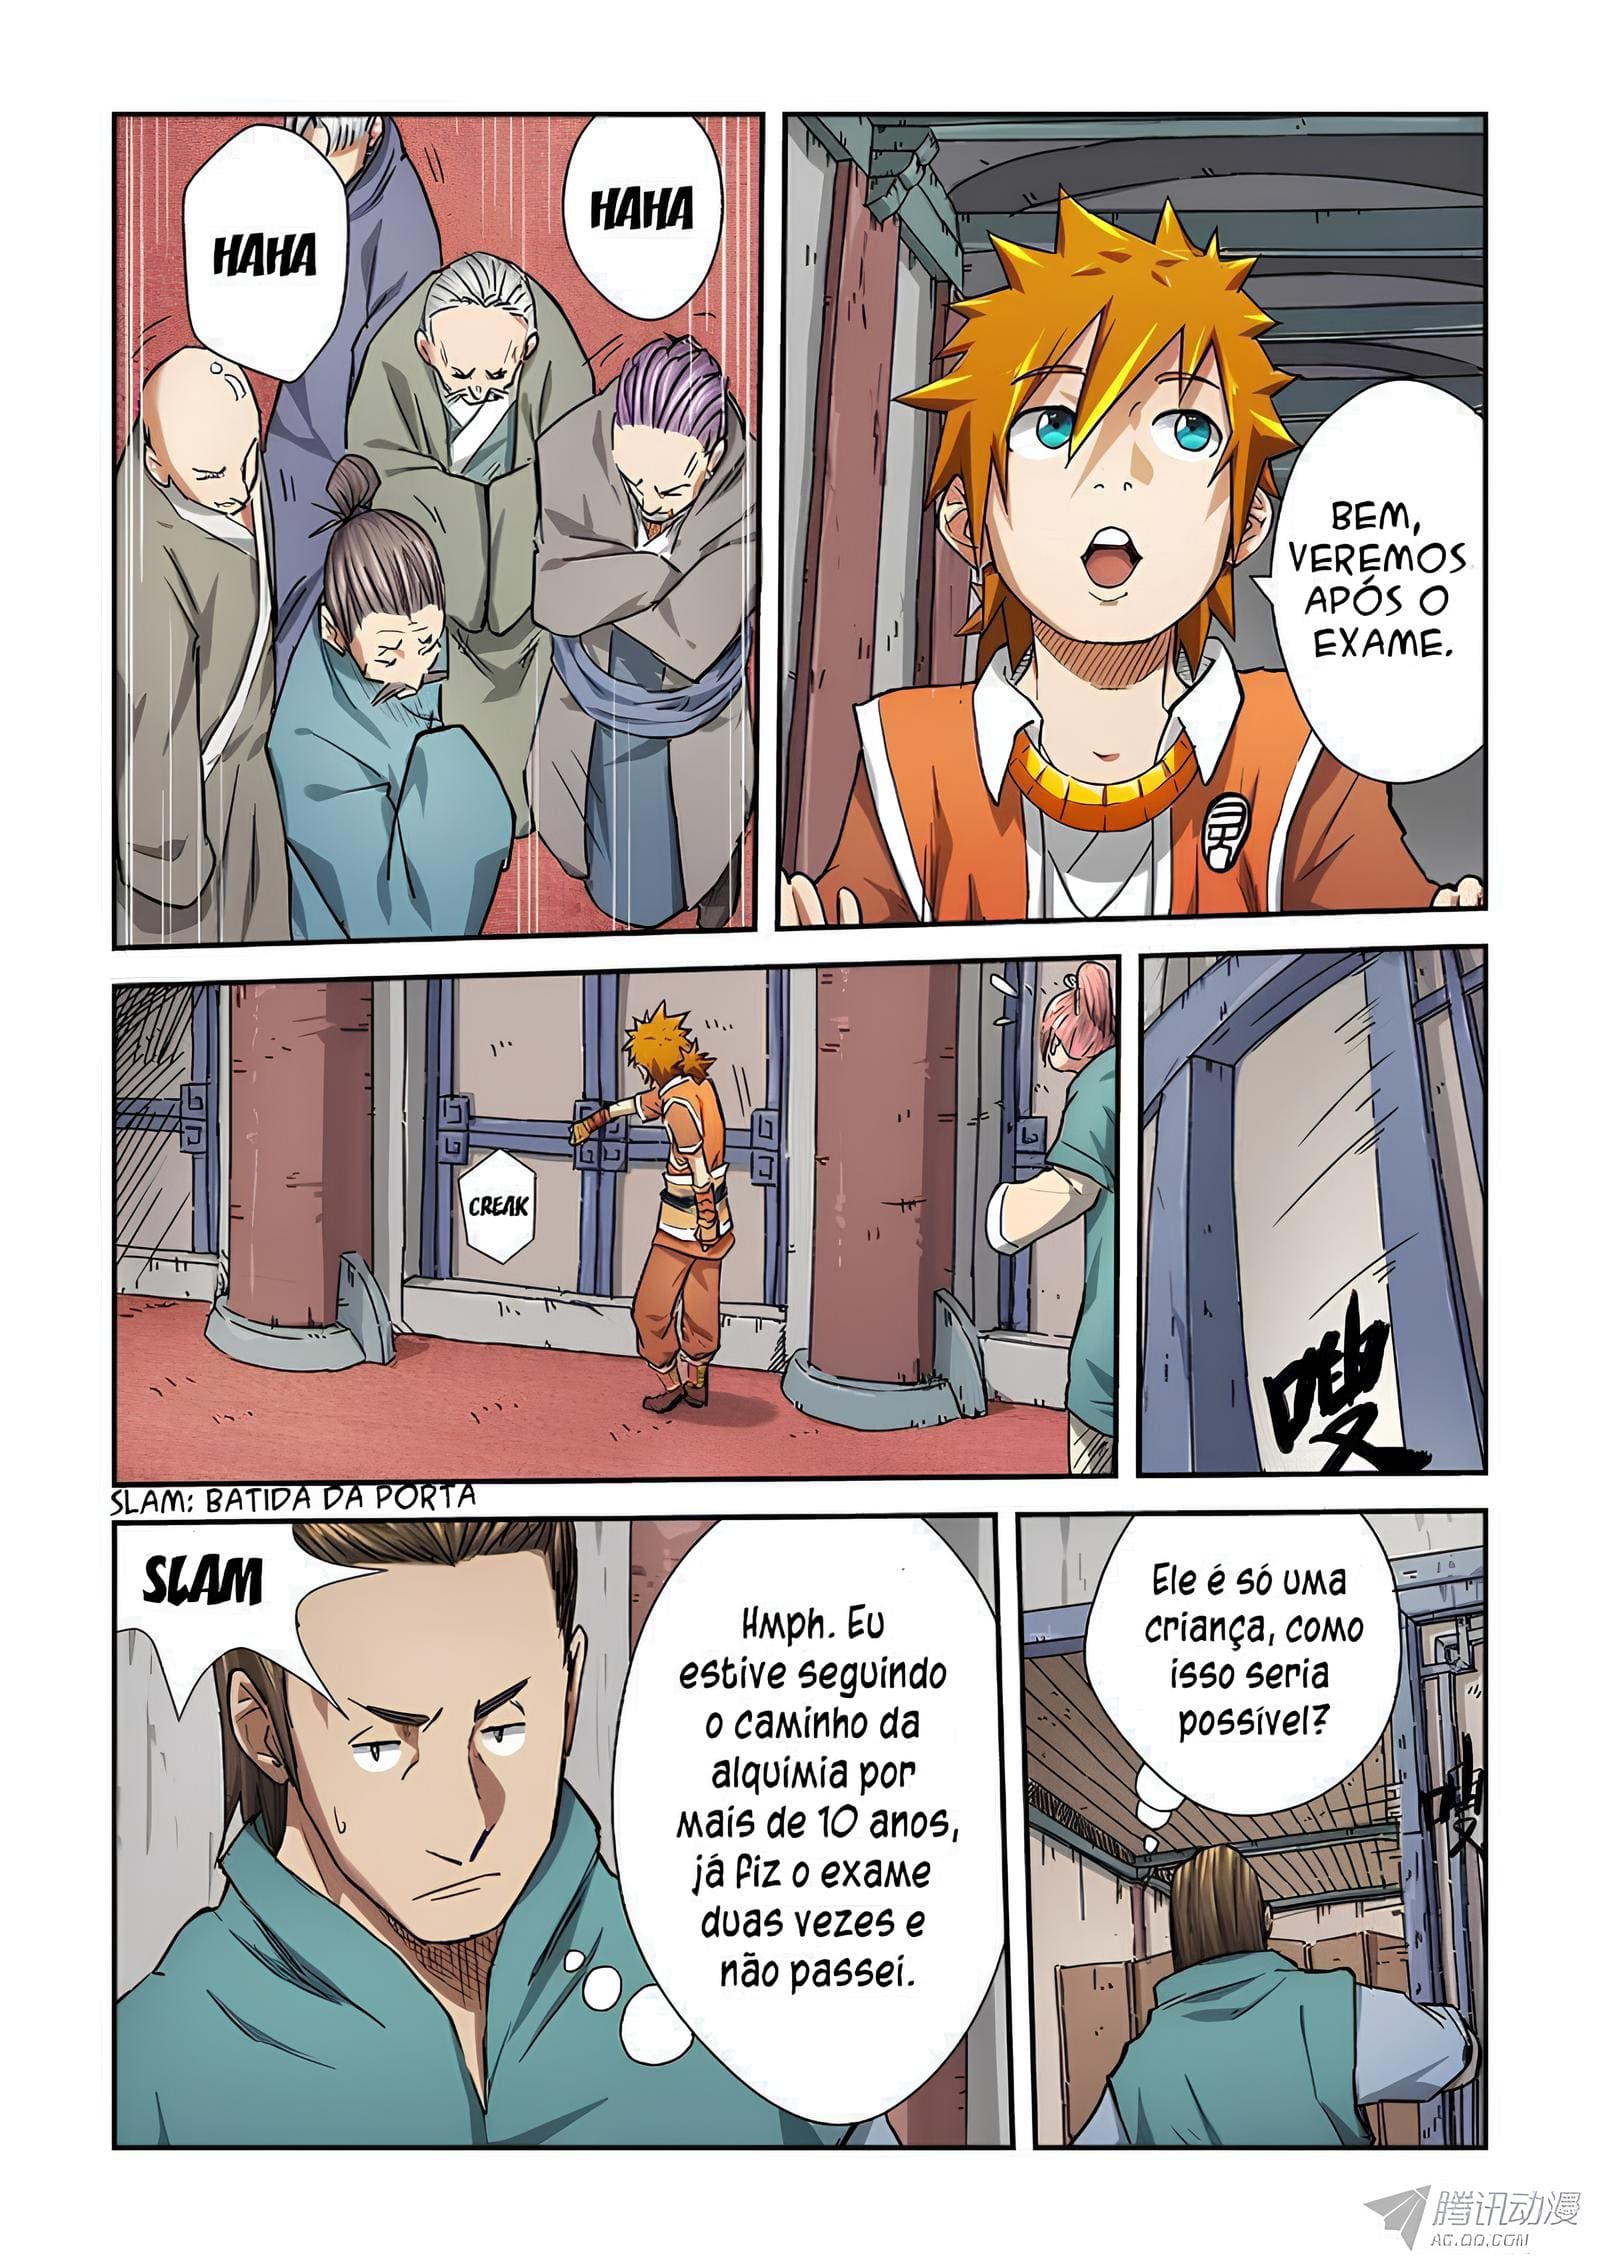 HAHA
HAHA
BEM,
VEREMOS
APÓS O
EXAME.
CREAK
嗖
SLAM: BATIDA DA PORTA
SLAM
Hmph. Eu
estive seguindo
o caminho da
alquimia por
mais de 10 anos,
já fiz o exame
duas vezes e
não passei.
Ele é só uma
criança, como
isso seria
possível?
嗖
腾讯动漫
AC.QQ.COM